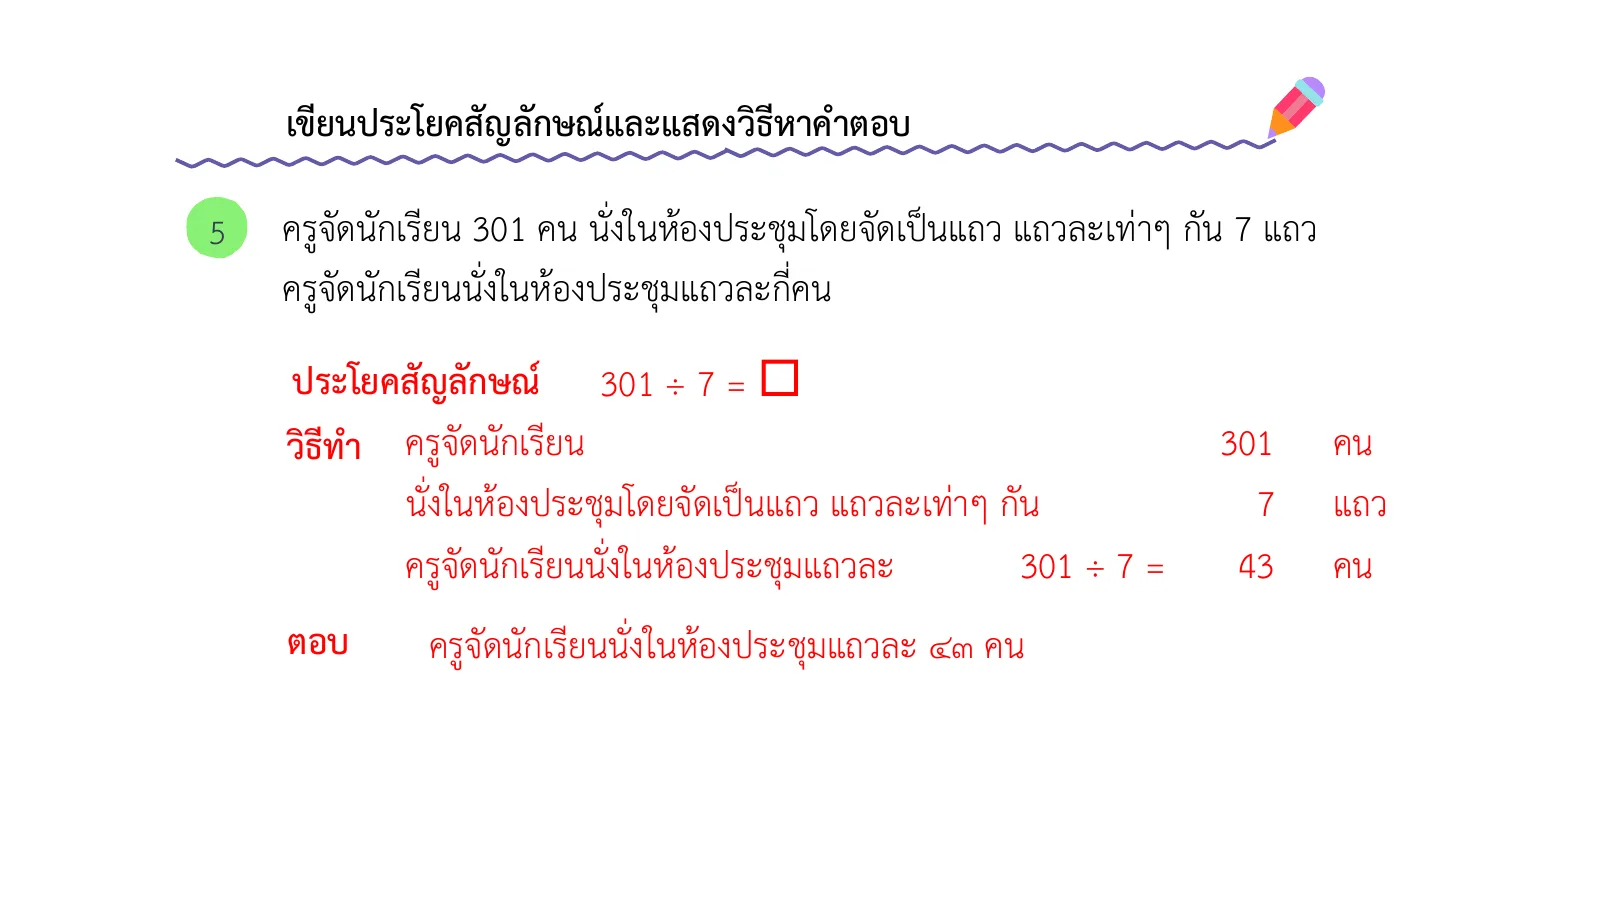 เขียนประโยคสัญลักษณ์และแสดงวิธีหาคำตอบ
5 ครูจัดนักเรียน 301 คน นั่งในห้องประชุมโดยจัดเป็นแถว แถวละเท่าๆ กัน 7 แถว
ครูจัดนักเรียนนั่งในห้องประชุมแถวละกี่คน
ประโยคสัญลักษณ์ 301 ÷ 7 = □
วิธีทำ ครูจัดนักเรียน 301 คน
นั่งในห้องประชุมโดยจัดเป็นแถว แถวละเท่าๆ กัน 7 แถว
ครูจัดนักเรียนนั่งในห้องประชุมแถวละ 301 ÷ 7 = 43 คน
ตอบ ครูจัดนักเรียนนั่งในห้องประชุมแถวละ ๔๓ คน